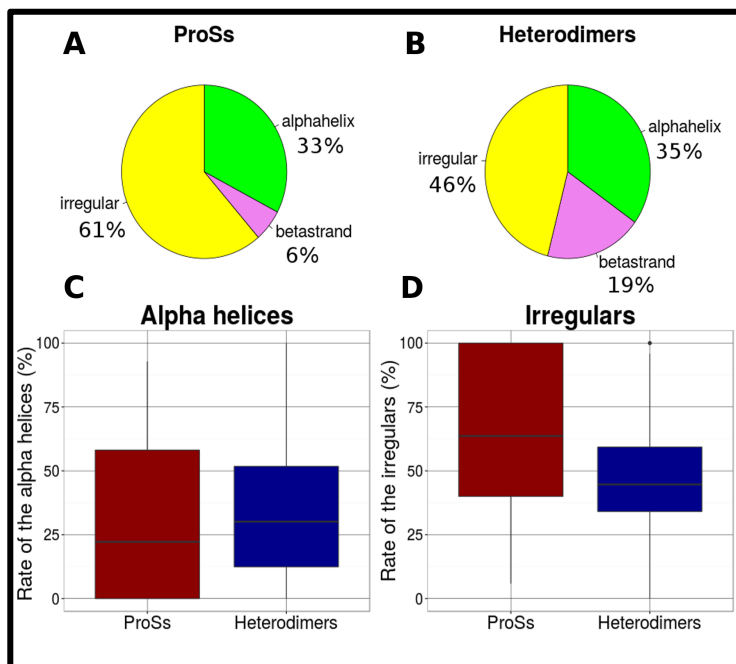 A
ProSs
alphahelix
33%
irregular
61%
betastrand
6%
B
Heterodimers
alphahelix
35%
irregular
46%
betastrand
19%
C
Alpha helices
Rate of the alpha helices (%)
100
75
50
25
0
ProSs
Heterodimers
D
Irregulars
Rate of the irregulars (%)
100
75
50
25
0
ProSs
Heterodimers